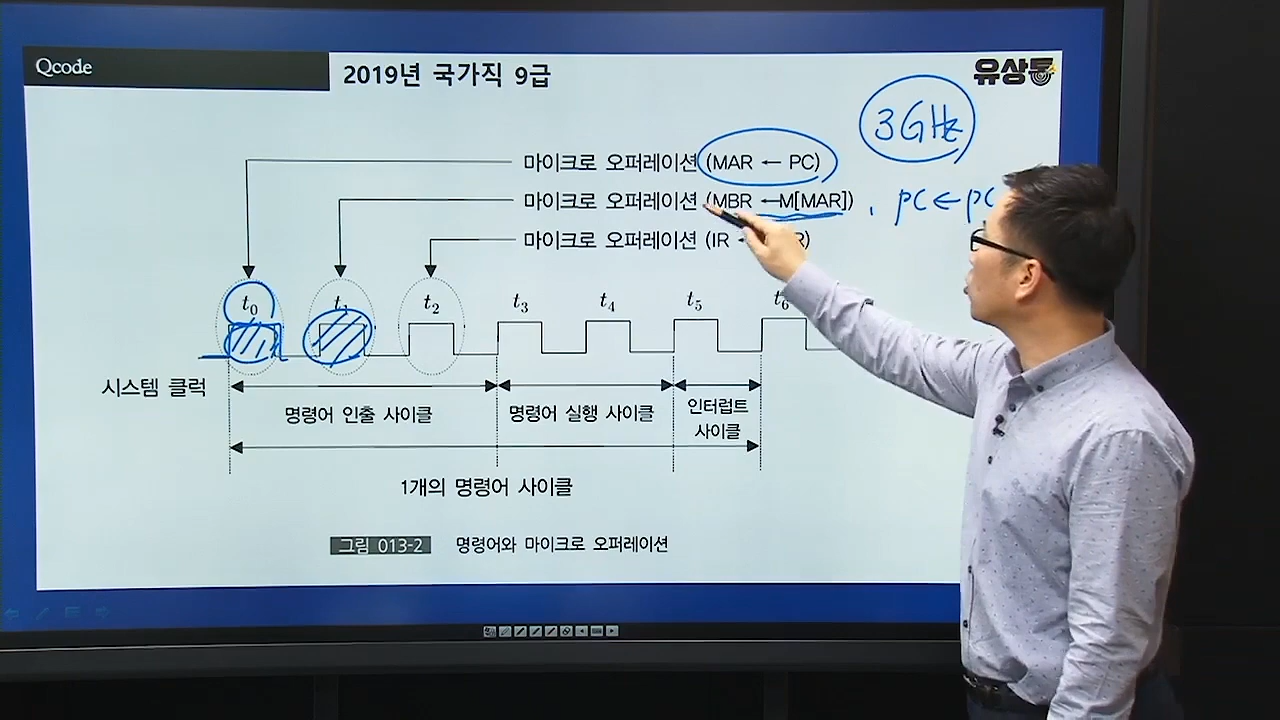 Qcode
2019년 국가직 9급
유상통
3GHz
마이크로 오퍼레이션 (MAR ← PC)
마이크로 오퍼레이션 (MBR ←M[MAR]) , PC←PC
마이크로 오퍼레이션 (IR R)
t0 t1 t2 t3 t4 t5 t6
시스템 클럭
명령어 인출 사이클 명령어 실행 사이클 인터럽트
사이클
1개의 명령어 사이클
그림 013-2 명령어와 마이크로 오퍼레이션